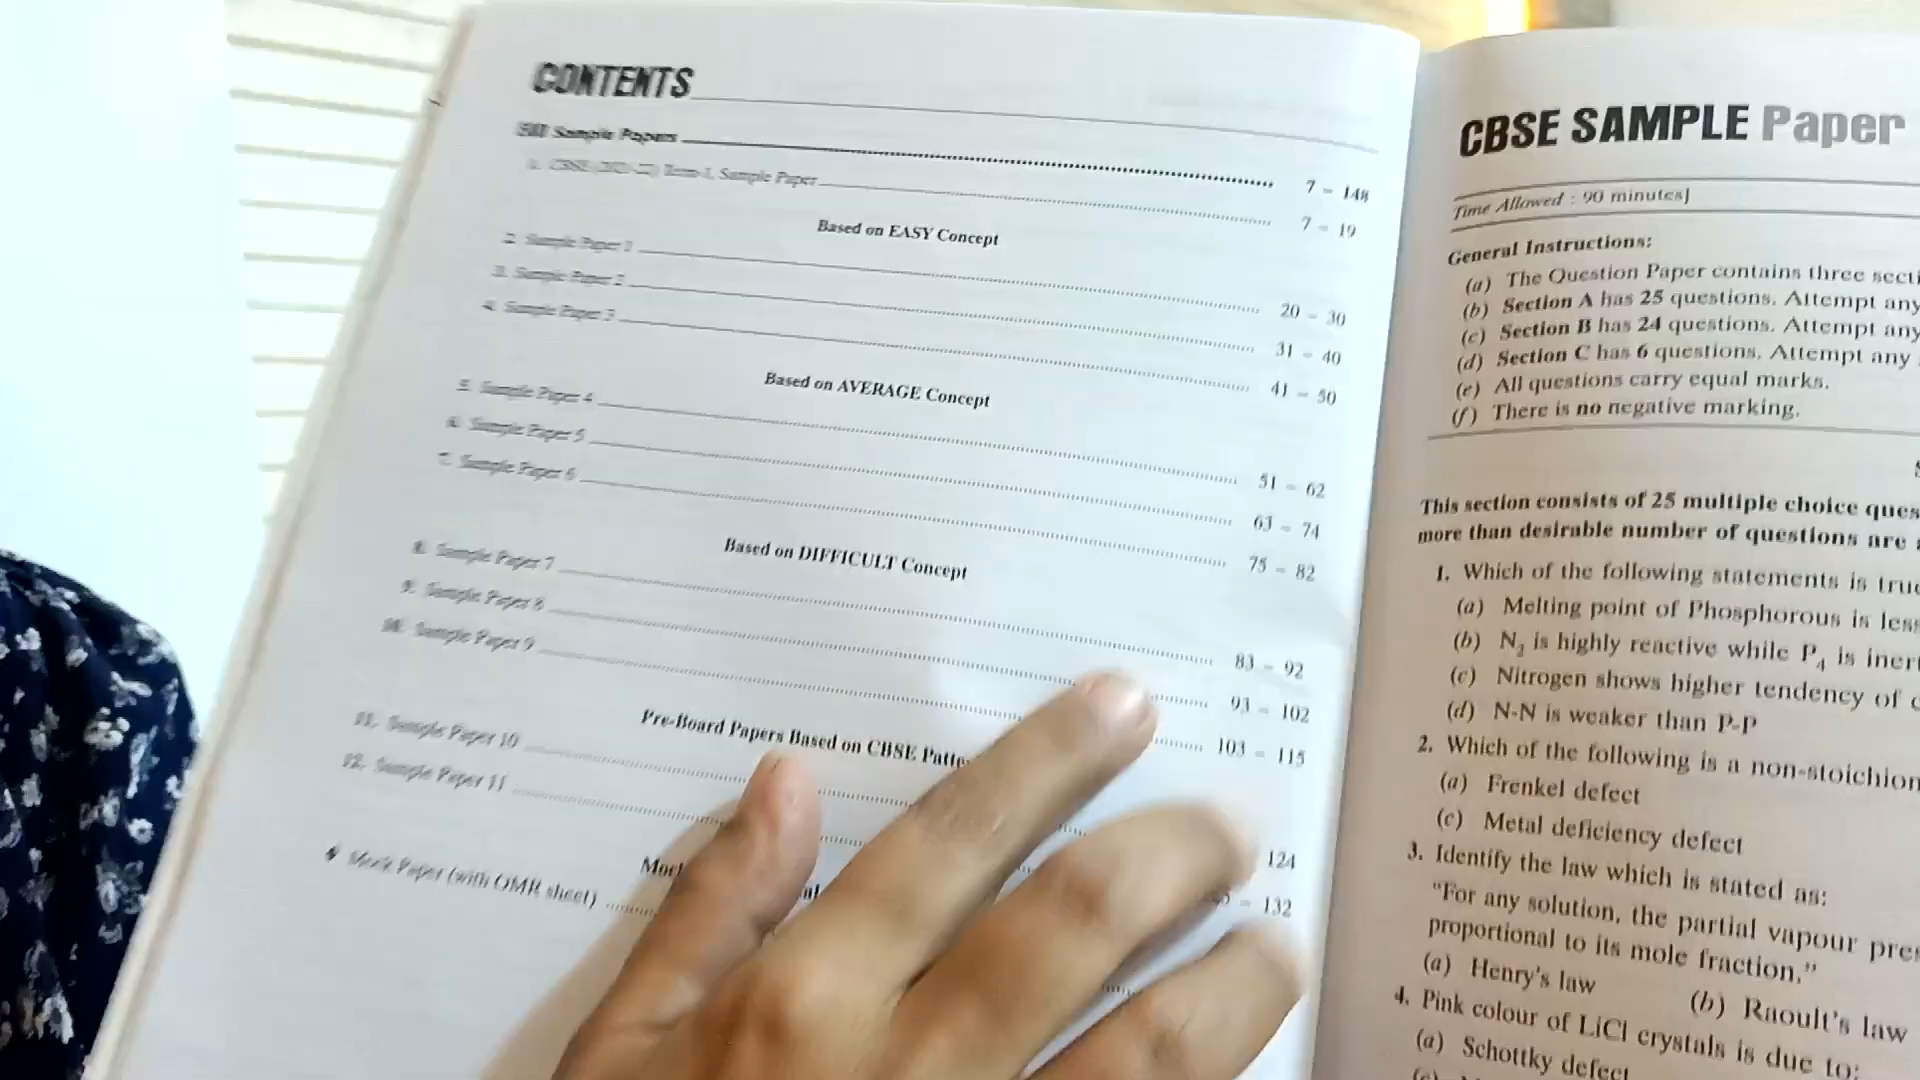 CONTENTS
Sample Papers 7 – 148
1. CBSE (2021-22) Term-1, Sample Paper 7 – 19
Based on EASY Concept
2. Sample Paper 1 20 – 30
3. Sample Paper 2 31 – 40
4. Sample Paper 3 41 – 50
Based on AVERAGE Concept
5. Sample Paper 4 51 – 62
6. Sample Paper 5 63 – 74
7. Sample Paper 6 75 – 82
Based on DIFFICULT Concept
8. Sample Paper 7 83 – 92
9. Sample Paper 8 93 – 102
10. Sample Paper 9 103 – 115
Pre-Board Papers Based on CBSE Patte
11. Sample Paper 10 124
12. Sample Paper 11 – 132
Mock Paper (with OMR sheet)
CBSE SAMPLE Paper
Time Allowed : 90 minutes]
General Instructions:
(a) The Question Paper contains three secti
(b) Section A has 25 questions. Attempt any
(c) Section B has 24 questions. Attempt any
(d) Section C has 6 questions. Attempt any
(e) All questions carry equal marks.
(f) There is no negative marking.
This section consists of 25 multiple choice ques
more than desirable number of questions are
1. Which of the following statements is true
(a) Melting point of Phosphorous is less
(b) N₂ is highly reactive while P₄ is inert
(c) Nitrogen shows higher tendency of c
(d) N-N is weaker than P-P
2. Which of the following is a non-stoichion
(a) Frenkel defect
(c) Metal deficiency defect
3. Identify the law which is stated as:
“For any solution, the partial vapour pres
proportional to its mole fraction.”
(a) Henry's law (b) Raoult's law
4. Pink colour of LiCl crystals is due to:
(a) Schottky defect